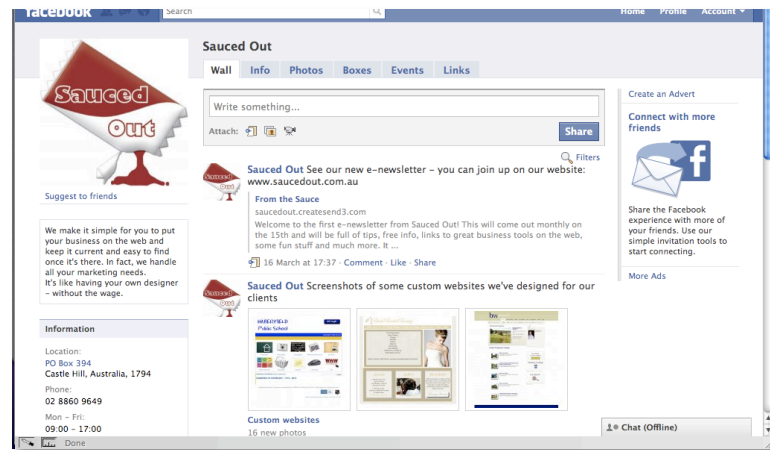 facebook
Search
Home Profile Account
Sauced Out
Wall Info Photos Boxes Events Links
Write something...
Attach:
Share
Filters
Sauced
Out
Suggest to friends
We make it simple for you to put
your business on the web and
keep it current and easy to find
once it's there. In fact, we handle
all your marketing needs.
It's like having your own designer
– without the wage.
Information
Location:
PO Box 394
Castle Hill, Australia, 1794
Phone:
02 8860 9649
Mon – Fri:
09:00 – 17:00
Sauced Out See our new e-newsletter – you can join up on our website:
www.saucedout.com.au
From the Sauce
saucedout.createsend3.com
Welcome to the first e-newsletter from Sauced Out! This will come out monthly on
the 15th and will be full of tips, free info, links to great business tools on the web,
some fun stuff and much more. It ...
16 March at 17:37 · Comment · Like · Share
Sauced Out Screenshots of some custom websites we've designed for our
clients
Public School
bw
Custom websites
16 new photos
Create an Advert
Connect with more
friends
Share the Facebook
experience with more of
your friends. Use our
simple invitation tools to
start connecting.
More Ads
Chat (Offline)
Done